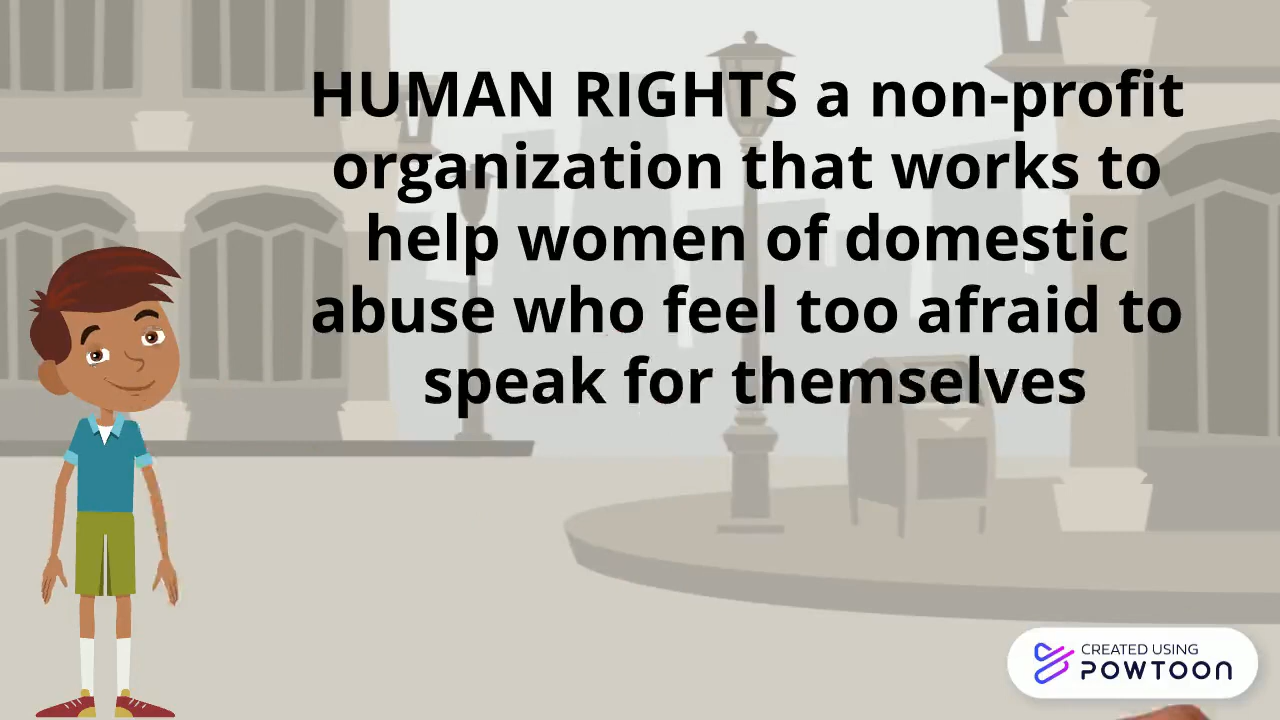 HUMAN RIGHTS a non-profit
organization that works to
help women of domestic
abuse who feel too afraid to
speak for themselves
CREATED USING
POWTOON